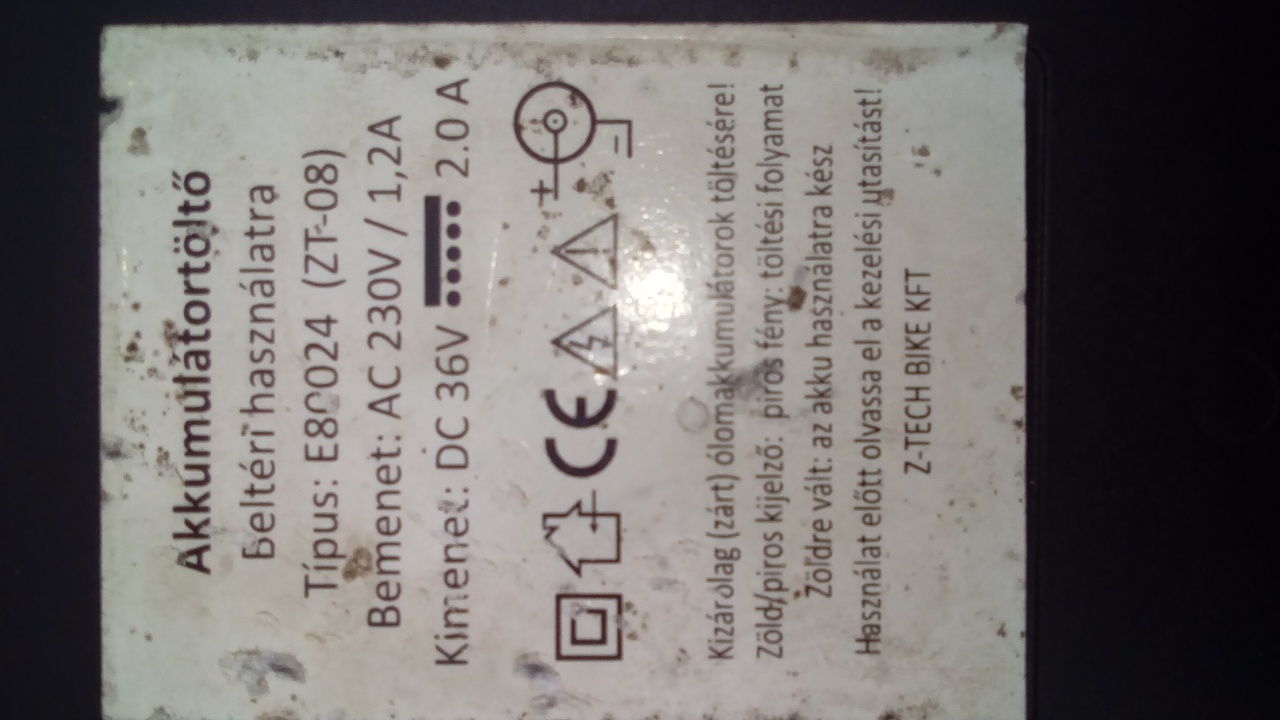 Akkumulátortöltő
Beltéri használatra
Típus: E80024 (ZT-08)
Bemenet: AC 230V / 1,2A
Kimenet: DC 36V 2.0 A
CE + -
Kizárólag (zárt) ólomakkumulátorok töltésére!
Zöld/piros kijelző: piros fény: töltési folyamat
Zöldre vált: az akku használatra kész
Használat előtt olvassa el a kezelési utasítást!
Z-TECH BIKE KFT